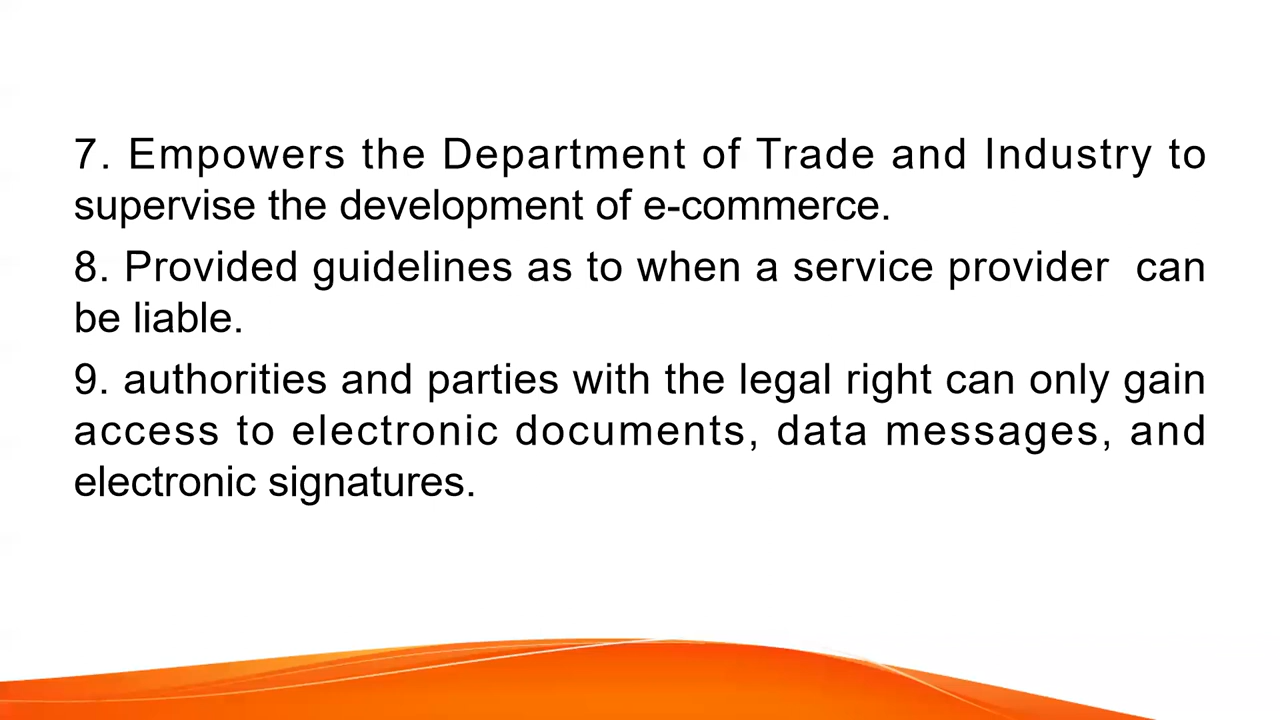 7. Empowers the Department of Trade and Industry to
supervise the development of e-commerce.
8. Provided guidelines as to when a service provider  can
be liable.
9. authorities and parties with the legal right can only gain
access to electronic documents, data messages, and
electronic signatures.